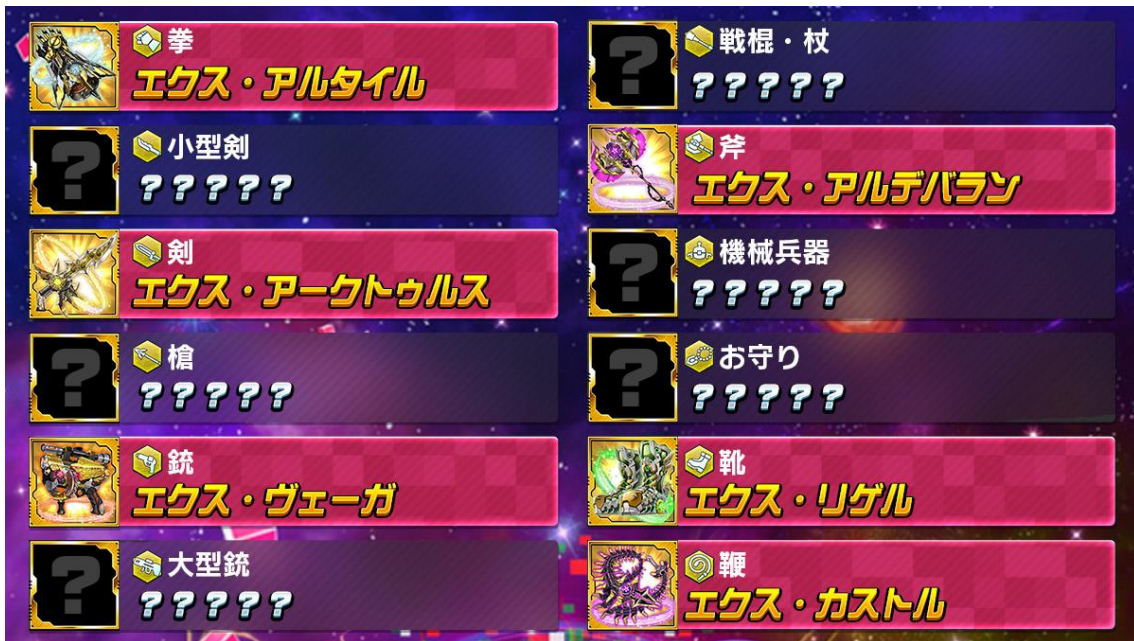 拳
エクス・アルタイル
小型剣
?????
剣
エクス・アークトゥルス
槍
?????
銃
エクス・ヴェーガ
大型銃
?????
戦棍・杖
?????
斧
エクス・アルデバラン
機械兵器
?????
お守り
?????
靴
エクス・リゲル
鞭
エクス・カストル